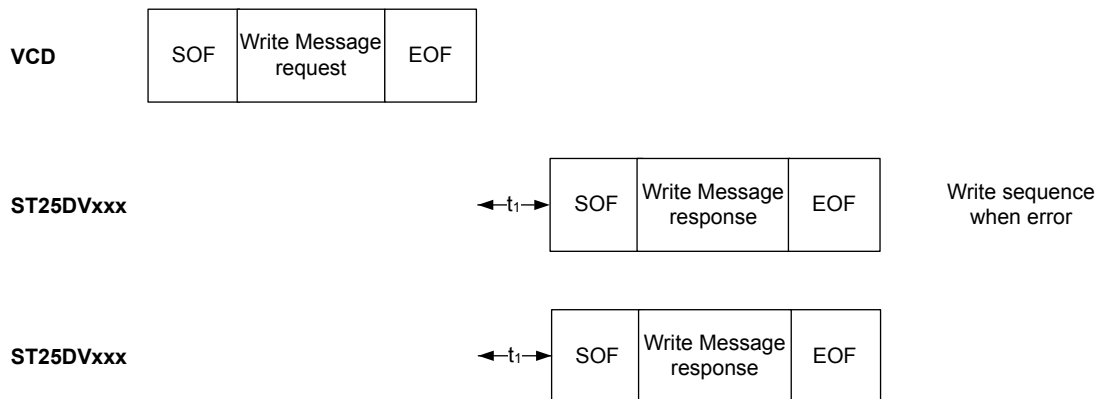 VCD
SOF
Write Message
request
EOF
ST25DVxxx
t₁
SOF
Write Message
response
EOF
Write sequence
when error
ST25DVxxx
t₁
SOF
Write Message
response
EOF